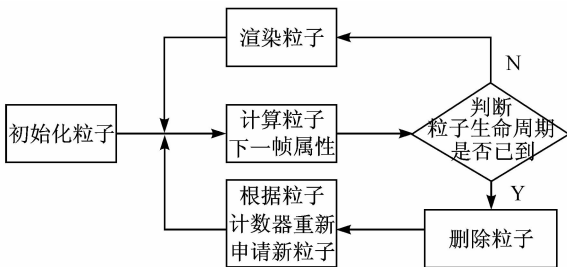 渲染粒子
N
初始化粒子
计算粒子
下一帧属性
判断
粒子生命周期
是否已到
Y
根据粒子
计数器重新
申请新粒子
删除粒子